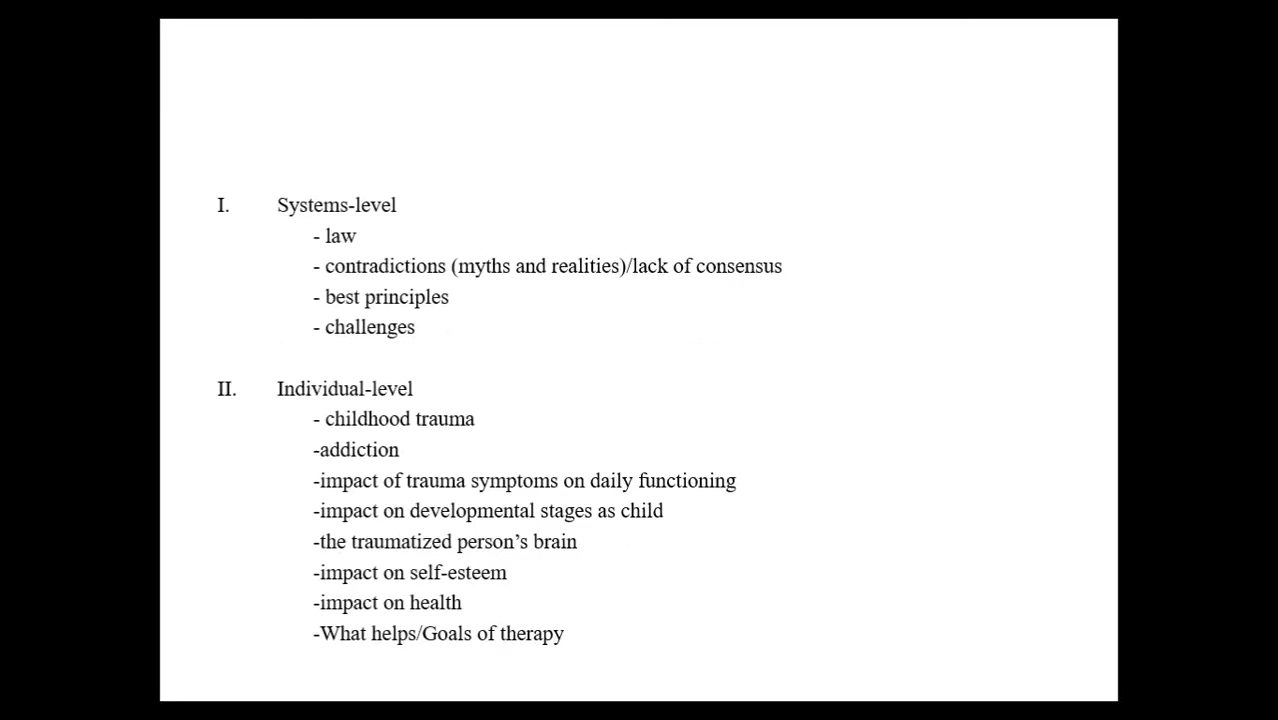 I. Systems-level
- law
- contradictions (myths and realities)/lack of consensus
- best principles
- challenges
II. Individual-level
- childhood trauma
-addiction
-impact of trauma symptoms on daily functioning
-impact on developmental stages as child
-the traumatized person’s brain
-impact on self-esteem
-impact on health
-What helps/Goals of therapy